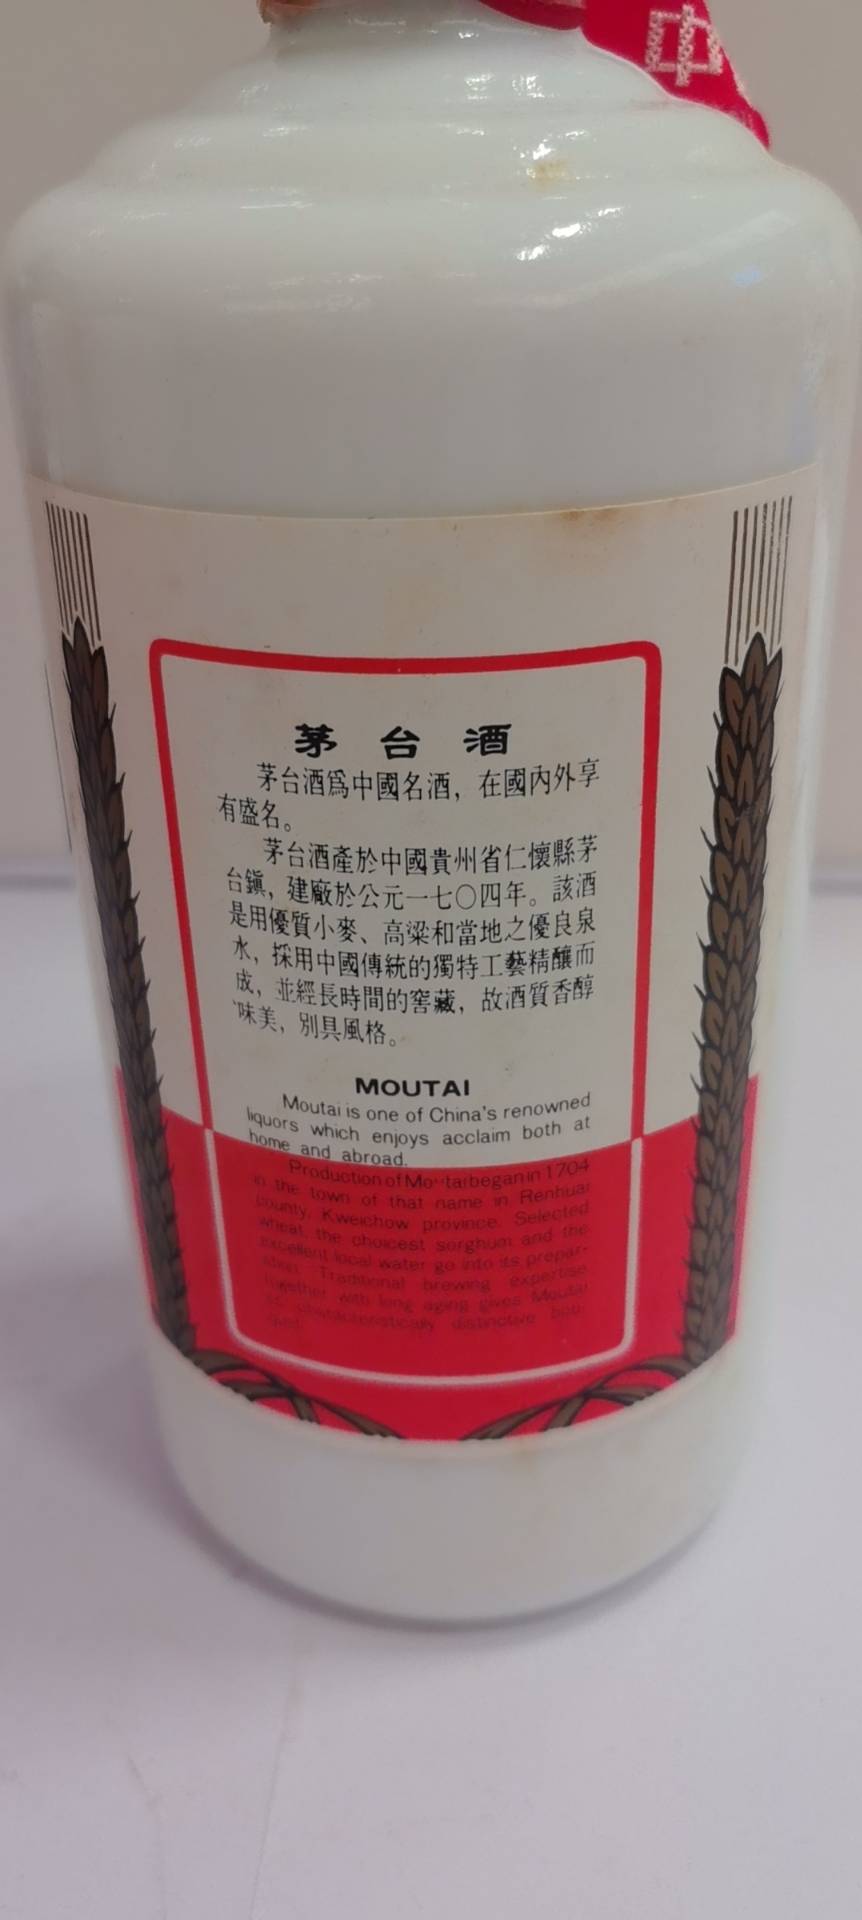 中
茅台酒
茅台酒爲中國名酒，在國內外享
有盛名。
茅台酒產於中國貴州省仁懷縣茅
台鎭，建廠於公元一七〇四年。該酒
是用優質小麥、高粱和當地之優良泉
水，採用中國傳統的獨特工藝精釀而
成，並經長時間的窖藏，故酒質香醇
味美，別具風格。
MOUTAI
Moutai is one of China's renowned
liquors which enjoys acclaim both at
home and abroad.
Production of Moutai began in 1704
in the town of that name in Renhuai
county, Kweichow province. Selected
wheat, the choicest sorghum and the
excellent local water go into its prepar-
ation. Traditional brewing expertise
together with long aging gives Moutai
characteristically distinctive bou-
quet.